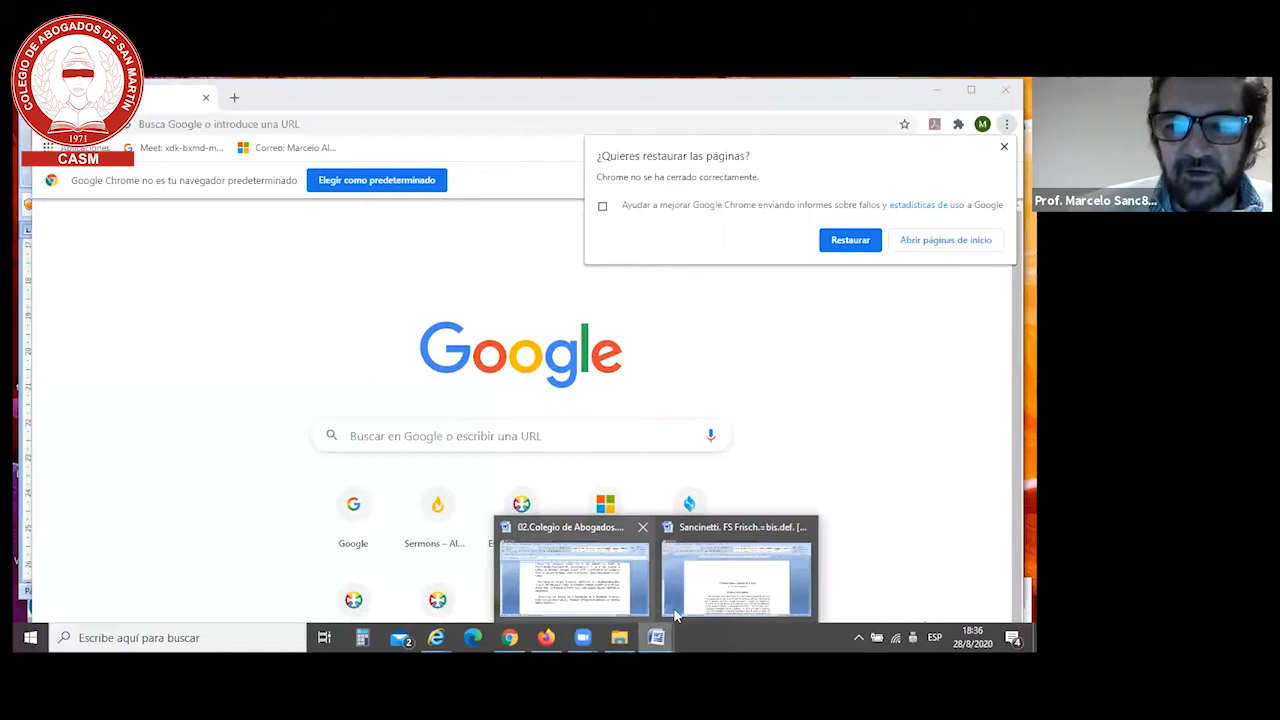 COLEGIO DE ABOGADOS DE SAN MARTIN
1971
CASM
Busca Google o introduce una URL
M
Aplicaciones
Meet: xdk-bxmd-m...
Correo: Marcelo Al...
Google Chrome no es tu navegador predeterminado
Elegir como predeterminado
¿Quieres restaurar las páginas?
Chrome no se ha cerrado correctamente.
Ayudar a mejorar Google Chrome enviando informes sobre fallos y estadísticas de uso a Google
Restaurar
Abrir páginas de inicio
Prof. Marcelo Sanc8...
Google
Buscar en Google o escribir una URL
Google
Sermons – Al...
02.Colegio de Abogados....
Sancinetti. FS Frisch.=bis.def. [...
Escribe aquí para buscar
2
ESP
18:36
28/8/2020
4